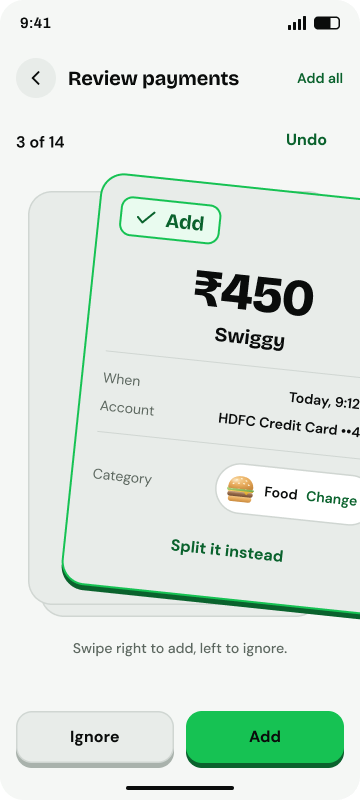 9:41
Review payments
Add all
3 of 14
Undo
Add
₹450
Swiggy
When
Today, 9:12
Account
HDFC Credit Card ••4
Category
Food Change
Split it instead
Swipe right to add, left to ignore.
Ignore
Add